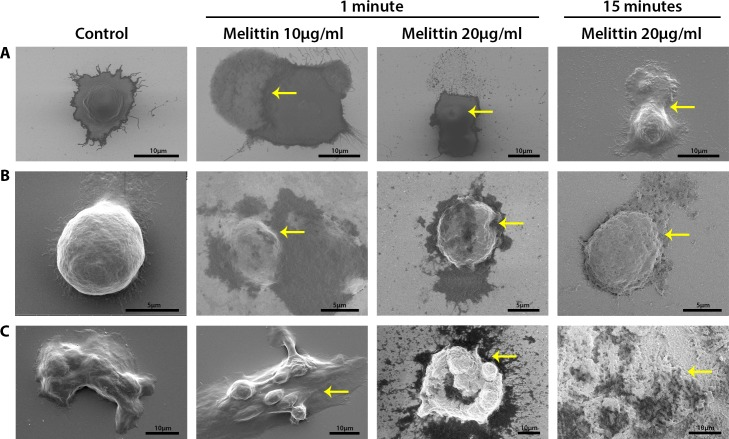 1 minute 15 minutes
Control Melittin 10µg/ml Melittin 20µg/ml Melittin 20µg/ml
A
10µm 10µm 10µm 10µm
B
5µm 5µm 5µm 5µm
C
10µm 10µm 10µm 10µm